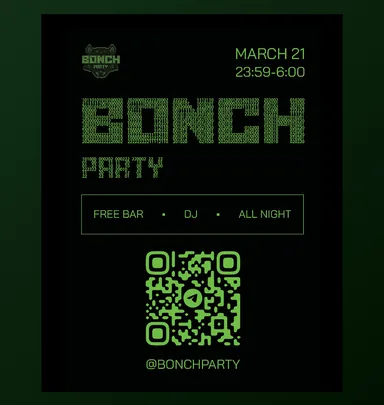 BONCH
PARTY
MARCH 21
23:59-6:00
BONCH
PARTY
FREE BAR • DJ • ALL NIGHT
@BONCHPARTY